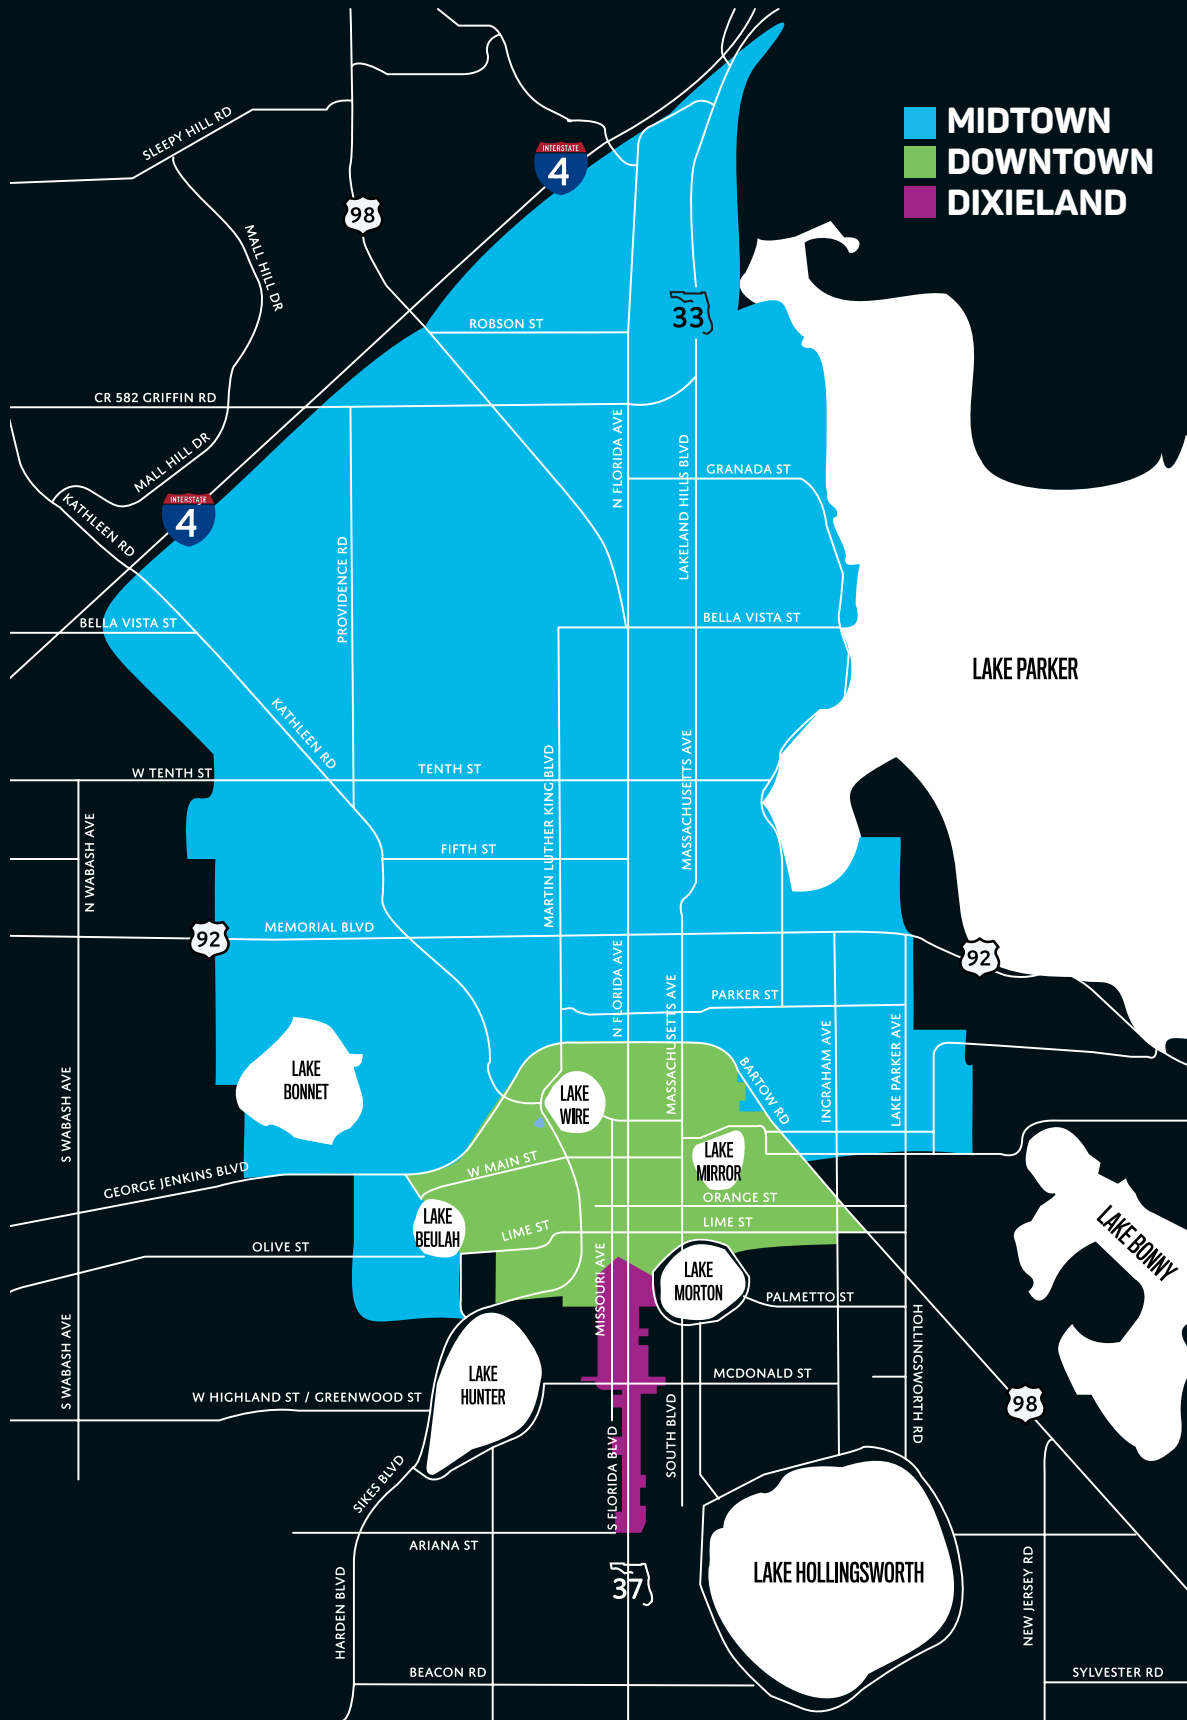 MIDTOWN
DOWNTOWN
DIXIELAND
SLEEPY HILL RD
INTERSTATE
4
98
MALL HILL DR
33
ROBSON ST
CR 582 GRIFFIN RD
N FLORIDA AVE
MALL HILL DR
LAKELAND HILLS BLVD
GRANADA ST
INTERSTATE
4
KATHLEEN RD
PROVIDENCE RD
BELLA VISTA ST
BELLA VISTA ST
LAKE PARKER
KATHLEEN RD
W TENTH ST
TENTH ST
MARTIN LUTHER KING BLVD
MASSACHUSETTS AVE
N WABASH AVE
FIFTH ST
92
MEMORIAL BLVD
N FLORIDA AVE
92
PARKER ST
MASSACHUSETTS AVE
INGRAHAM AVE
LAKE PARKER AVE
LAKE
BONNET
LAKE
WIRE
BARTOW RD
S WABASH AVE
LAKE
MIRROR
W MAIN ST
GEORGE JENKINS BLVD
ORANGE ST
LAKE
BEULAH
LIME ST
LIME ST
LAKE BONNY
OLIVE ST
MISSOURI AVE
LAKE
MORTON
PALMETTO ST
S WABASH AVE
HOLLINGSWORTH RD
LAKE
HUNTER
MCDONALD ST
W HIGHLAND ST / GREENWOOD ST
98
SOUTH BLVD
S FLORIDA BLVD
SIKES BLVD
ARIANA ST
37
LAKE HOLLINGSWORTH
HARDEN BLVD
NEW JERSEY RD
BEACON RD
SYLVESTER RD